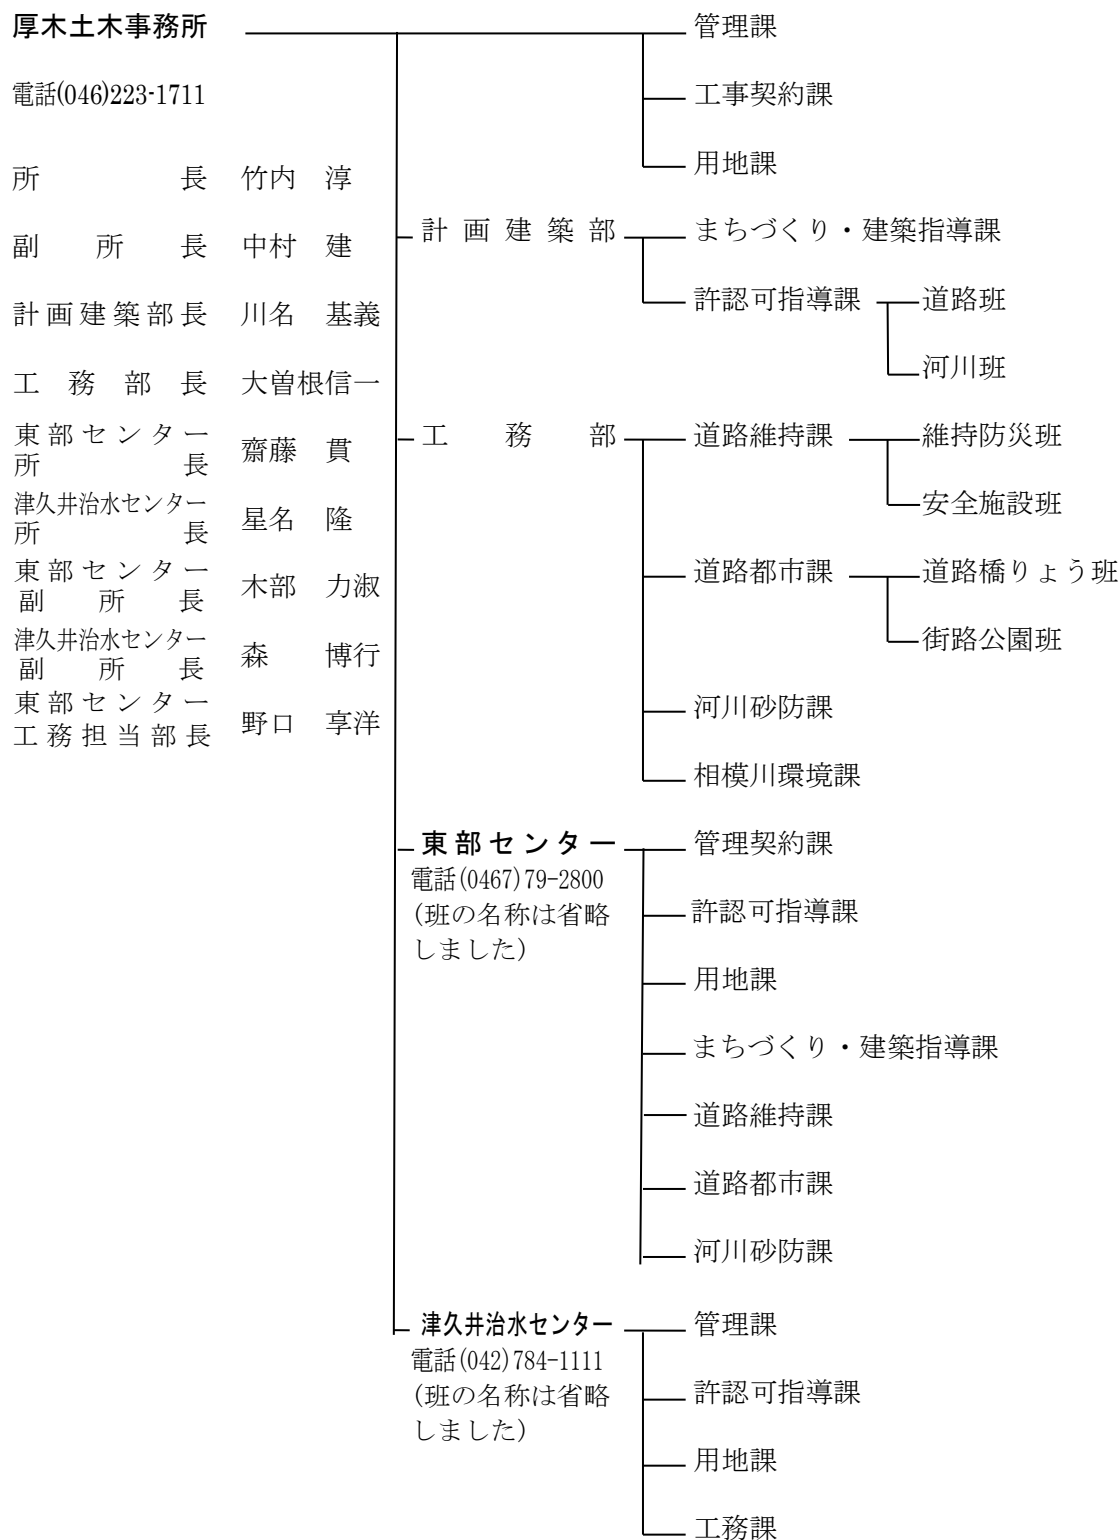 厚木土木事務所
電話(046)223-1711
所長 竹内 淳
副所長 中村 建
計画建築部長 川名 基義
工務部長 大曽根信一
東部センター
所長 齋藤 貫
津久井治水センター
所長 星名 隆
東部センター
副所長 木部 力淑
津久井治水センター
副所長 森 博行
東部センター
工務担当部長 野口 享洋
管理課
工事契約課
用地課
計画建築部
まちづくり・建築指導課
許認可指導課
道路班
河川班
工務部
道路維持課
維持防災班
安全施設班
道路都市課
道路橋りょう班
街路公園班
河川砂防課
相模川環境課
東部センター
電話(0467)79-2800
(班の名称は省略
しました)
管理契約課
許認可指導課
用地課
まちづくり・建築指導課
道路維持課
道路都市課
河川砂防課
津久井治水センター
電話(042)784-1111
(班の名称は省略
しました)
管理課
許認可指導課
用地課
工務課